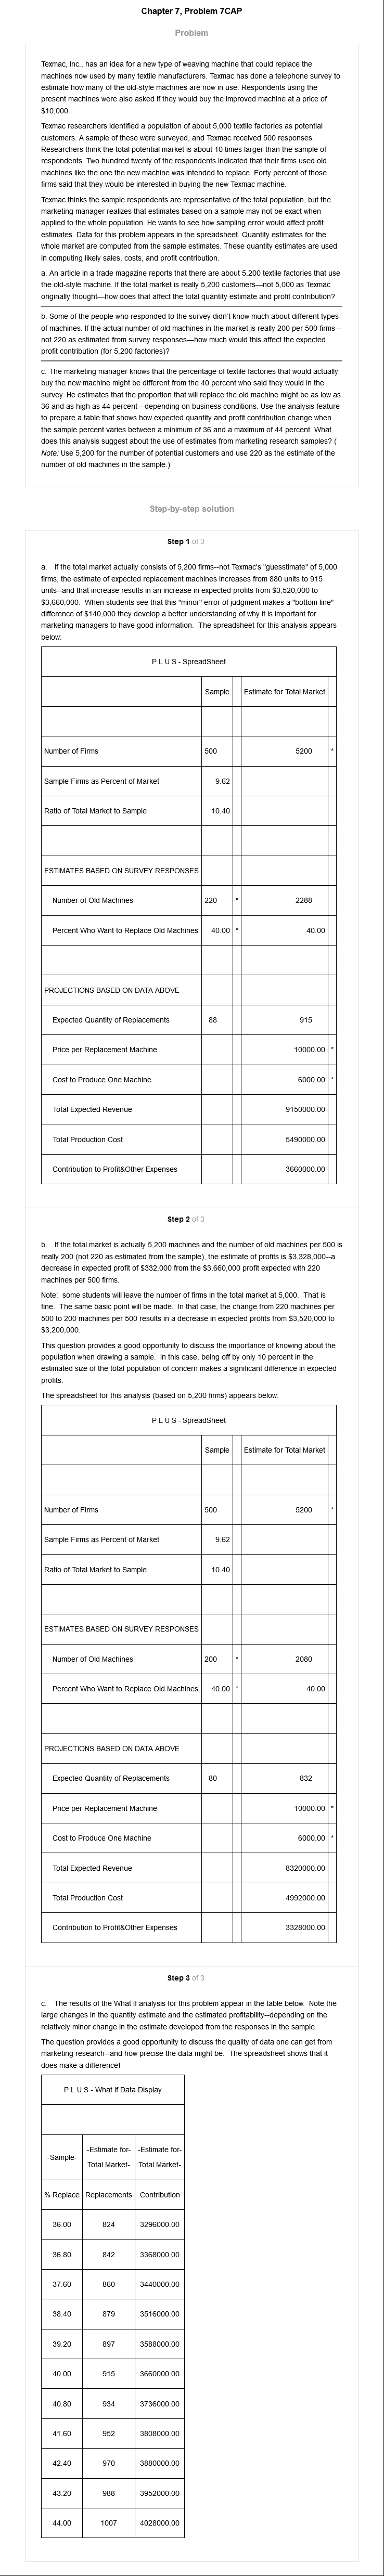 Chapter 7, Problem 7CAP
Problem
Texmac, Inc., has an idea for a new type of weaving machine that could replace the
machines now used by many textile manufacturers. Texmac has done a telephone survey to
estimate how many of the old-style machines are now in use. Respondents using the
present machines were also asked if they would buy the improved machine at a price of
$10,000.
Texmac researchers identified a population of about 5,000 textile factories as potential
customers. A sample of these were surveyed, and Texmac received 500 responses.
Researchers think the total potential market is about 10 times larger than the sample of
respondents. Two hundred twenty of the respondents indicated that their firms used old
machines like the one the new machine was intended to replace. Forty percent of those
firms said that they would be interested in buying the new Texmac machine.
Texmac thinks the sample respondents are representative of the total population, but the
marketing manager realizes that estimates based on a sample may not be exact when
applied to the whole population. He wants to see how sampling error would affect profit
estimates. Data for this problem appears in the spreadsheet. Quantity estimates for the
whole market are computed from the sample estimates. These quantity estimates are used
in computing likely sales, costs, and profit contribution.
a. An article in a trade magazine reports that there are about 5,200 textile factories that use
the old-style machine. If the total market is really 5,200 customers—not 5,000 as Texmac
originally thought—how does that affect the total quantity estimate and profit contribution?
b. Some of the people who responded to the survey didn't know much about different types
of machines. If the actual number of old machines in the market is really 200 per 500 firms—
not 220 as estimated from survey responses—how much would this affect the expected
profit contribution (for 5,200 factories)?
c. The marketing manager knows that the percentage of textile factories that would actually
buy the new machine might be different from the 40 percent who said they would in the
survey. He estimates that the proportion that will replace the old machine might be as low as
36 and as high as 44 percent—depending on business conditions. Use the analysis feature
to prepare a table that shows how expected quantity and profit contribution change when
the sample percent varies between a minimum of 36 and a maximum of 44 percent. What
does this analysis suggest about the use of estimates from marketing research samples? (
Note: Use 5,200 for the number of potential customers and use 220 as the estimate of the
number of old machines in the sample.)
Step-by-step solution
Step 1 of 3
a. If the total market actually consists of 5,200 firms--not Texmac's "guesstimate" of 5,000
firms, the estimate of expected replacement machines increases from 880 units to 915
units--and that increase results in an increase in expected profits from $3,520,000 to
$3,660,000. When students see that this "minor" error of judgment makes a "bottom line"
difference of $140,000 they develop a better understanding of why it is important for
marketing managers to have good information. The spreadsheet for this analysis appears
below:
P L U S - SpreadSheet
Sample Estimate for Total Market
Number of Firms 500 5200 *
Sample Firms as Percent of Market 9.62
Ratio of Total Market to Sample 10.40
ESTIMATES BASED ON SURVEY RESPONSES
Number of Old Machines 220 * 2288
Percent Who Want to Replace Old Machines 40.00 * 40.00
PROJECTIONS BASED ON DATA ABOVE
Expected Quantity of Replacements 88 915
Price per Replacement Machine 10000.00 *
Cost to Produce One Machine 6000.00 *
Total Expected Revenue 9150000.00
Total Production Cost 5490000.00
Contribution to Profit&Other Expenses 3660000.00
Step 2 of 3
b. If the total market is actually 5,200 machines and the number of old machines per 500 is
really 200 (not 220 as estimated from the sample), the estimate of profits is $3,328,000--a
decrease in expected profit of $332,000 from the $3,660,000 profit expected with 220
machines per 500 firms.
Note: some students will leave the number of firms in the total market at 5,000. That is
fine. The same basic point will be made. In that case, the change from 220 machines per
500 to 200 machines per 500 results in a decrease in expected profits from $3,520,000 to
$3,200,000.
This question provides a good opportunity to discuss the importance of knowing about the
population when drawing a sample. In this case, being off by only 10 percent in the
estimated size of the total population of concern makes a significant difference in expected
profits.
The spreadsheet for this analysis (based on 5,200 firms) appears below:
P L U S - SpreadSheet
Sample Estimate for Total Market
Number of Firms 500 5200 *
Sample Firms as Percent of Market 9.62
Ratio of Total Market to Sample 10.40
ESTIMATES BASED ON SURVEY RESPONSES
Number of Old Machines 200 * 2080
Percent Who Want to Replace Old Machines 40.00 * 40.00
PROJECTIONS BASED ON DATA ABOVE
Expected Quantity of Replacements 80 832
Price per Replacement Machine 10000.00 *
Cost to Produce One Machine 6000.00 *
Total Expected Revenue 8320000.00
Total Production Cost 4992000.00
Contribution to Profit&Other Expenses 3328000.00
Step 3 of 3
c. The results of the What If analysis for this problem appear in the table below. Note the
large changes in the quantity estimate and the estimated profitability--depending on the
relatively minor change in the estimate developed from the responses in the sample.
The question provides a good opportunity to discuss the quality of data one can get from
marketing research--and how precise the data might be. The spreadsheet shows that it
does make a difference!
P L U S - What If Data Display
-Sample- -Estimate for- -Estimate for-
Total Market- Total Market-
% Replace Replacements Contribution
36.00 824 3296000.00
36.80 842 3368000.00
37.60 860 3440000.00
38.40 879 3516000.00
39.20 897 3588000.00
40.00 915 3660000.00
40.80 934 3736000.00
41.60 952 3808000.00
42.40 970 3880000.00
43.20 988 3952000.00
44.00 1007 4028000.00